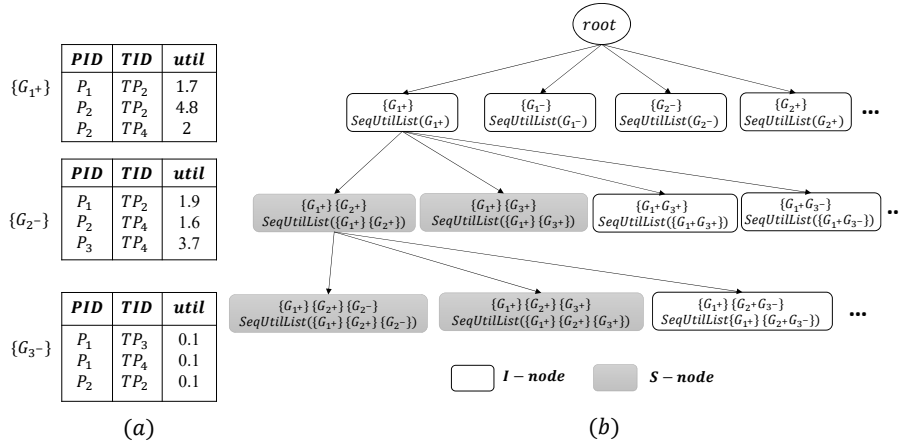 {G₁₊}
PID TID util
P₁ TP₂ 1.7
P₂ TP₂ 4.8
P₂ TP₄ 2
{G₂₋}
PID TID util
P₁ TP₂ 1.9
P₂ TP₄ 1.6
P₃ TP₄ 3.7
{G₃₋}
PID TID util
P₁ TP₃ 0.1
P₁ TP₄ 0.1
P₂ TP₂ 0.1
(a)
root
{G₁₊}
SeqUtilList(G₁₊)
{G₁₋}
SeqUtilList(G₁₋)
{G₂₋}
SeqUtilList(G₂₋)
{G₂₊}
SeqUtilList(G₂₊)
...
{G₁₊} {G₂₊}
SeqUtilList({G₁₊} {G₂₊})
{G₁₊} {G₃₊}
SeqUtilList({G₁₊} {G₃₊})
{G₁₊G₃₊}
SeqUtilList({G₁₊G₃₊})
{G₁₊G₃₋}
SeqUtilList({G₁₊G₃₋})
..
{G₁₊} {G₂₊} {G₂₋}
SeqUtilList({G₁₊} {G₂₊} {G₂₋})
{G₁₊} {G₂₊} {G₃₊}
SeqUtilList({G₁₊} {G₂₊} {G₃₊})
{G₁₊} {G₂₊G₃₋}
SeqUtilList{G₁₊} {G₂₊G₃₋})
...
I − node
S − node
(b)